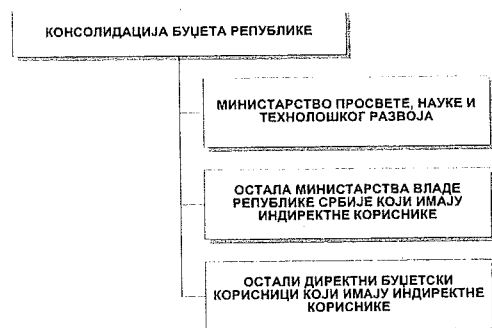 КОНСОЛИДАЦИЈА БУЏЕТА РЕПУБЛИКЕ
МИНИСТАРСТВО ПРОСВЕТЕ, НАУКЕ И
ТЕХНОЛОШКОГ РАЗВОЈА
ОСТАЛА МИНИСТАРСТВА ВЛАДЕ
РЕПУБЛИКЕ СРБИЈЕ КОЈИ ИМАЈУ
ИНДИРЕКТНЕ КОРИСНИКЕ
ОСТАЛИ ДИРЕКТНИ БУЏЕТСКИ
КОРИСНИЦИ КОЈИ ИМАЈУ ИНДИРЕКТНЕ
КОРИСНИКЕ